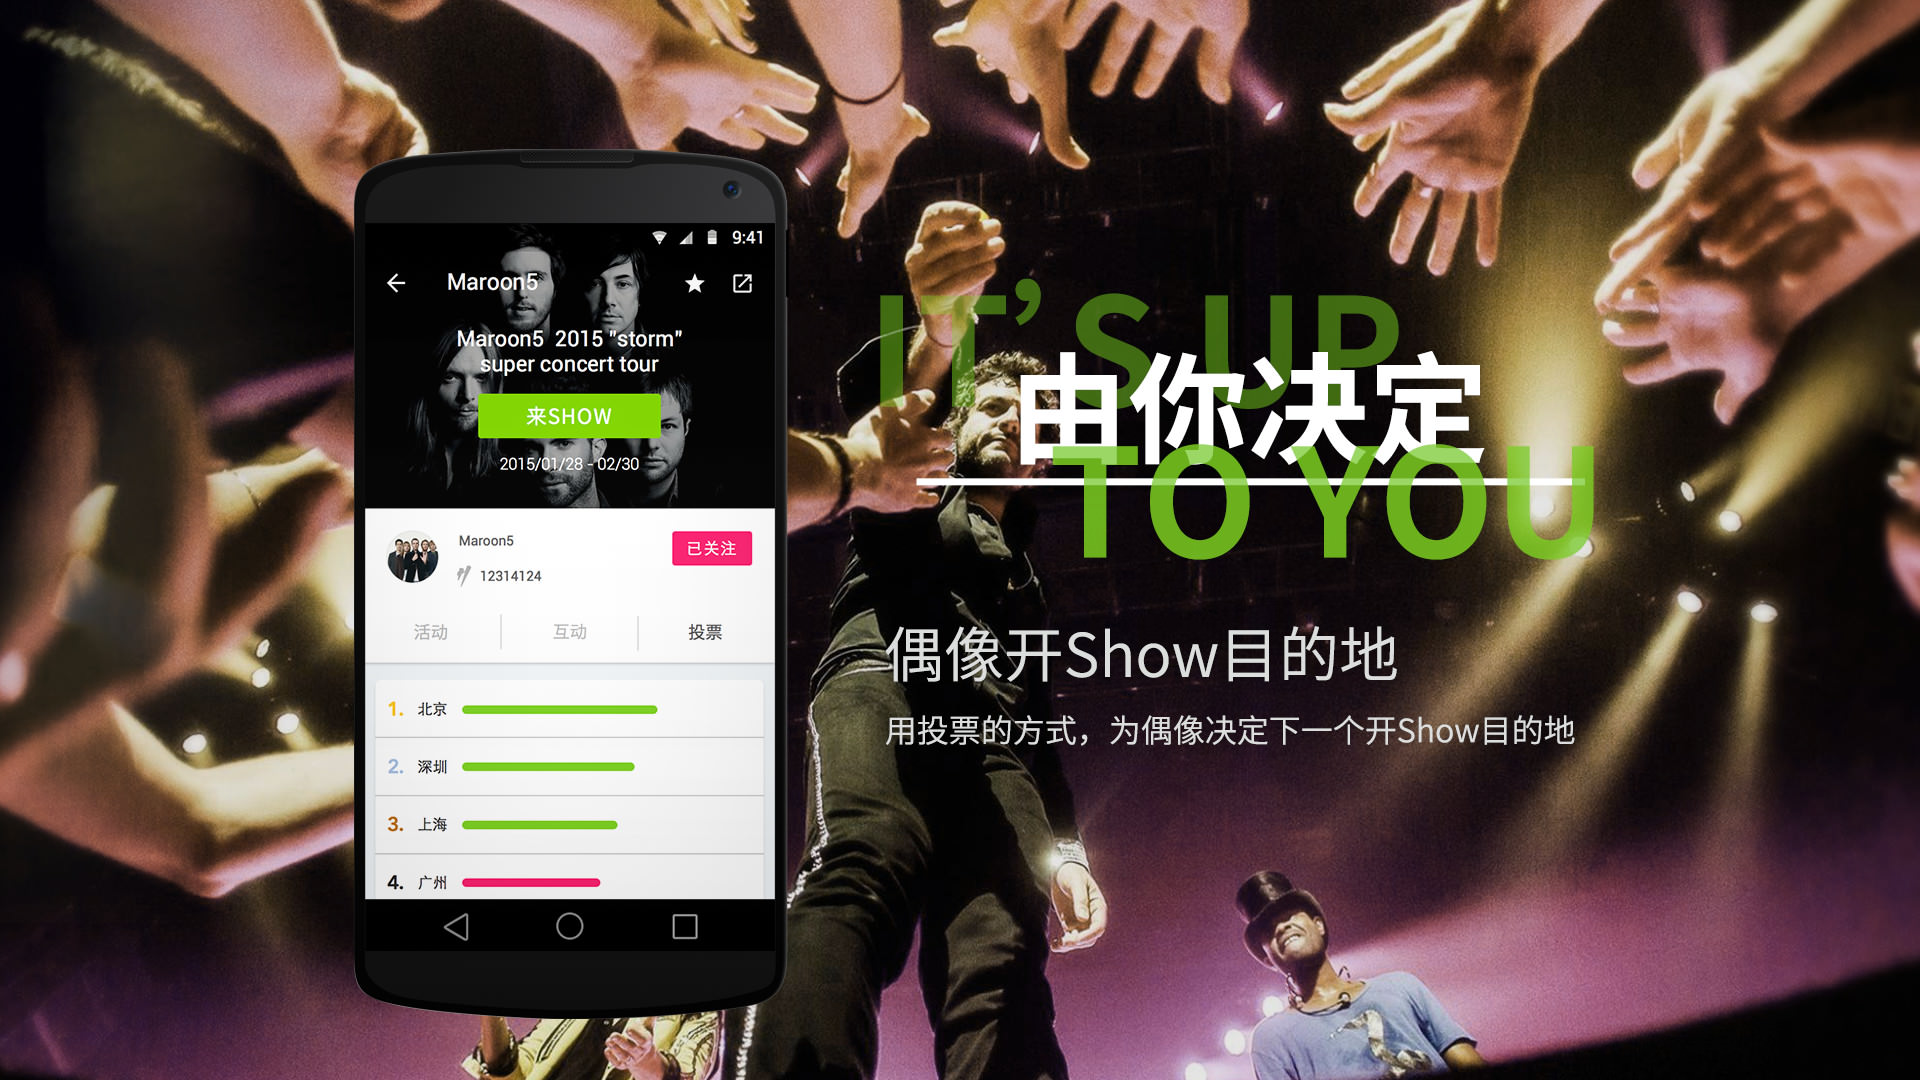 9:41
Maroon5
Maroon5 2015 "storm"
super concert tour
来SHOW
2015/01/28 - 02/30
Maroon5
已关注
12314124
活动
互动
投票
1. 北京
2. 深圳
3. 上海
4. 广州
IT'S UP
由你决定
TO YOU
偶像开Show目的地
用投票的方式，为偶像决定下一个开Show目的地